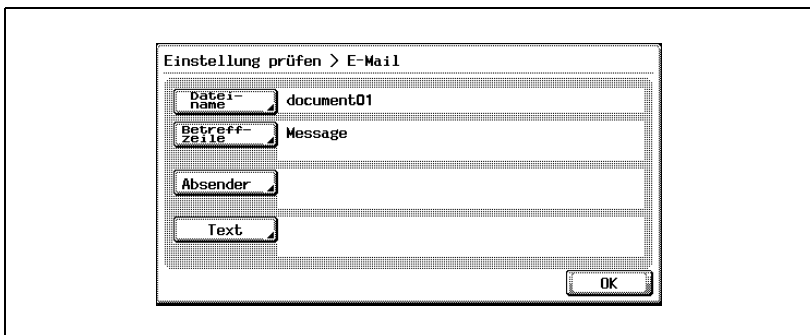 Einstellung prüfen > E-Mail
Datei-
name
document01
Betreff-
zeile
Message
Absender
Text
OK